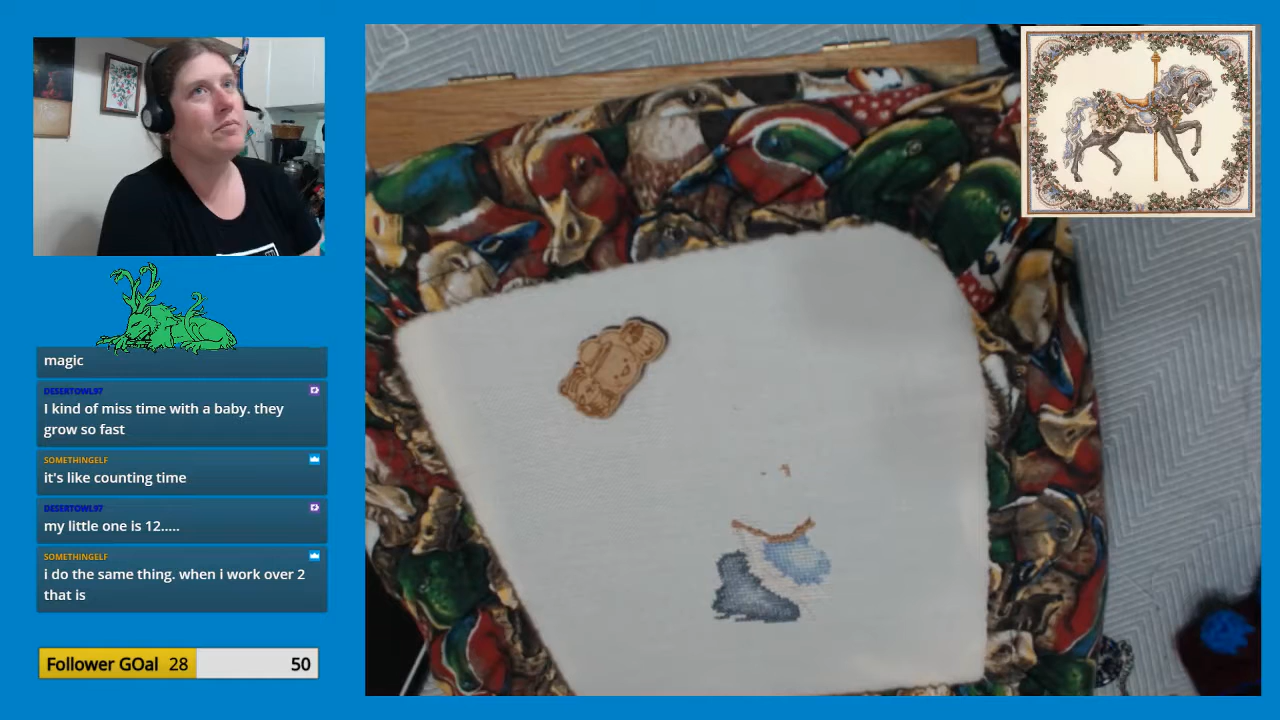 magic
DESERTOWL97
I kind of miss time with a baby. they
grow so fast
SOMETHINGELF
it's like counting time
DESERTOWL97
my little one is 12.....
SOMETHINGELF
i do the same thing. when i work over 2
that is
Follower GOal 28 50